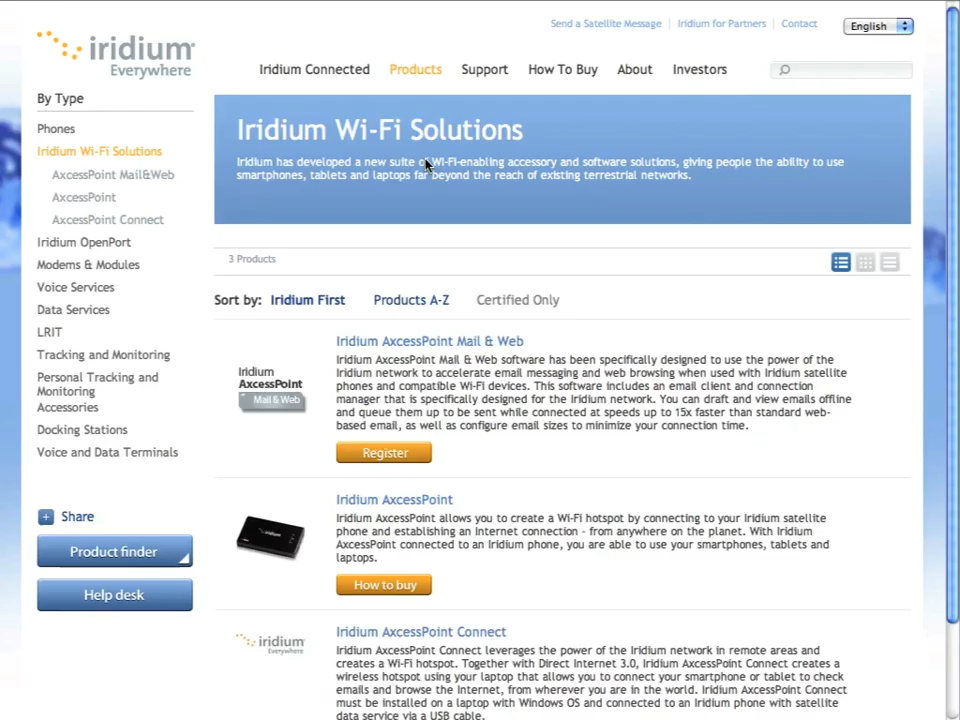 Send a Satellite Message
Iridium for Partners
Contact
English
iridium
Everywhere
Iridium Connected
Products
Support
How To Buy
About
Investors
By Type
Phones
Iridium Wi-Fi Solutions
AxcessPoint Mail&Web
AxcessPoint
AxcessPoint Connect
Iridium OpenPort
Modems & Modules
Voice Services
Data Services
LRIT
Tracking and Monitoring
Personal Tracking and
Monitoring
Accessories
Docking Stations
Voice and Data Terminals
Share
Product finder
Help desk
Iridium Wi-Fi Solutions
Iridium has developed a new suite of WI-FI-enabling accessory and software solutions, giving people the ability to use
smartphones, tablets and laptops far beyond the reach of existing terrestrial networks.
3 Products
Sort by: Iridium First Products A-Z Certified Only
Iridium
AxcessPoint
Mail & Web
Iridium AxcessPoint Mail & Web
Iridium AxcessPoint Mail & Web software has been specifically designed to use the power of the
Iridium network to accelerate email messaging and web browsing when used with Iridium satellite
phones and compatible Wi-Fi devices. This software includes an email client and connection
manager that is specifically designed for the Iridium network. You can draft and view emails offline
and queue them up to be sent while connected at speeds up to 15x faster than standard web-
based email, as well as configure email sizes to minimize your connection time.
Register
Iridium AxcessPoint
Iridium AxcessPoint allows you to create a Wi-Fi hotspot by connecting to your Iridium satellite
phone and establishing an Internet connection - from anywhere on the planet. With Iridium
AxcessPoint connected to an Iridium phone, you are able to use your smartphones, tablets and
laptops.
How to buy
iridium
Everywhere
Iridium AxcessPoint Connect
Iridium AxcessPoint Connect leverages the power of the Iridium network in remote areas and
creates a Wi-Fi hotspot. Together with Direct Internet 3.0, Iridium AxcessPoint Connect creates a
wireless hotspot using your laptop that allows you to connect your smartphone or tablet to check
emails and browse the Internet, from wherever you are in the world. Iridium AxcessPoint Connect
must be installed on a laptop with Windows OS and connected to an Iridium phone with satellite
data service via a USB cable.